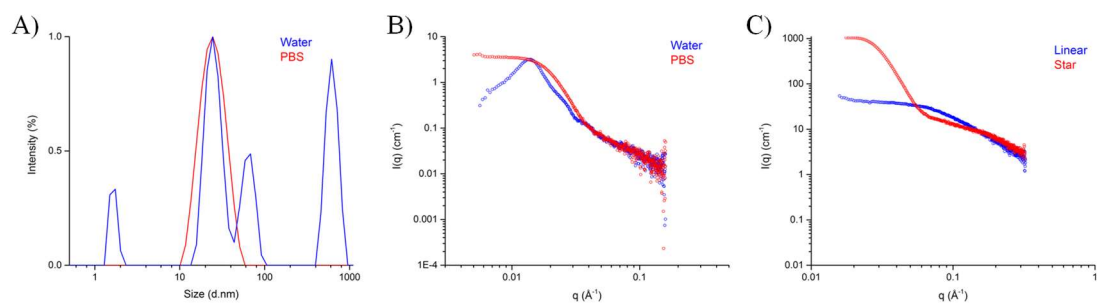 A)
Water
PBS
Intensity (%)
1.0
0.5
0.0
1
10
100
1000
Size (d.nm)
B)
Water
PBS
I(q) (cm⁻¹)
10
1
0.1
0.01
0.001
1E-4
0.01
0.1
q (Å⁻¹)
C)
Linear
Star
I(q) (cm⁻¹)
1000
100
10
1
0.1
0.01
0.01
0.1
1
q (Å⁻¹)